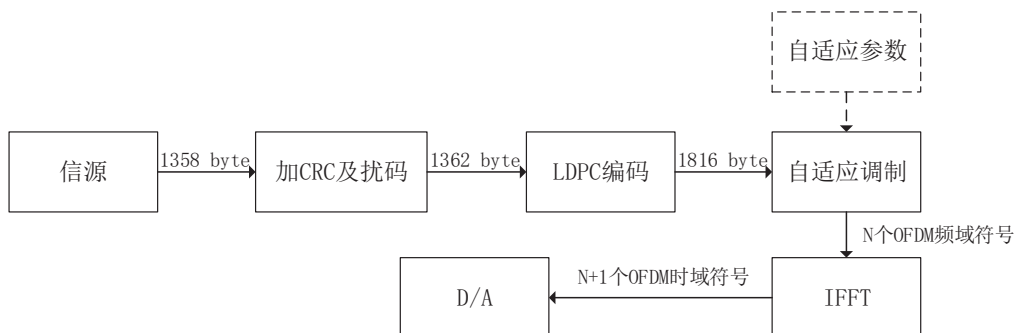 自适应参数
信源
1358 byte
加CRC及扰码
1362 byte
LDPC编码
1816 byte
自适应调制
N个OFDM频域符号
D/A
N+1个OFDM时域符号
IFFT